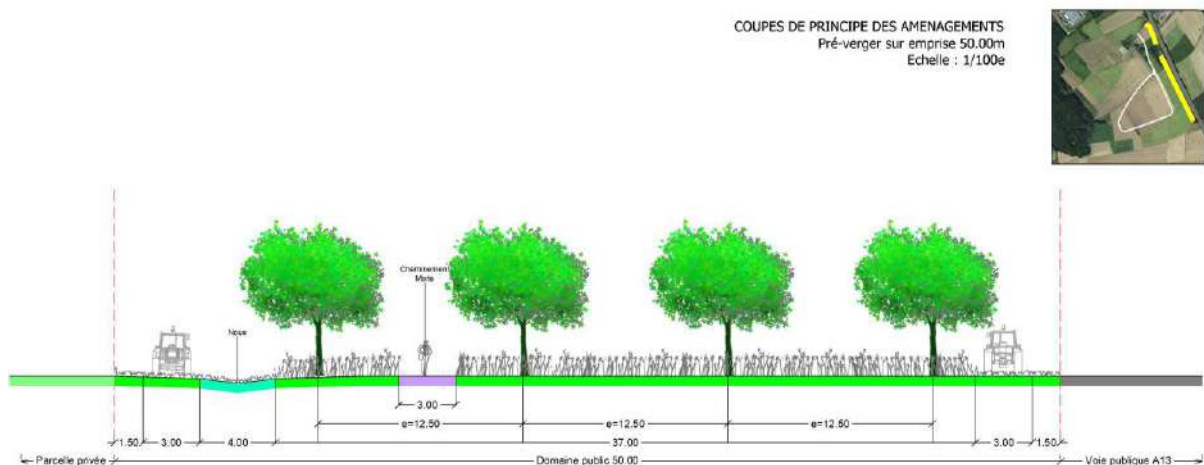 COUPES DE PRINCIPE DES AMENAGEMENTS
Pré-verger sur emprise 50.00m
Echelle : 1/100e
Cheminement
Mixte
Noue
3.00
e=12.50 e=12.50 e=12.50
1.50 3.00 4.00 37.00 3.00 1.50
Parcelle privée Domaine public 50.00 Voie publique A13